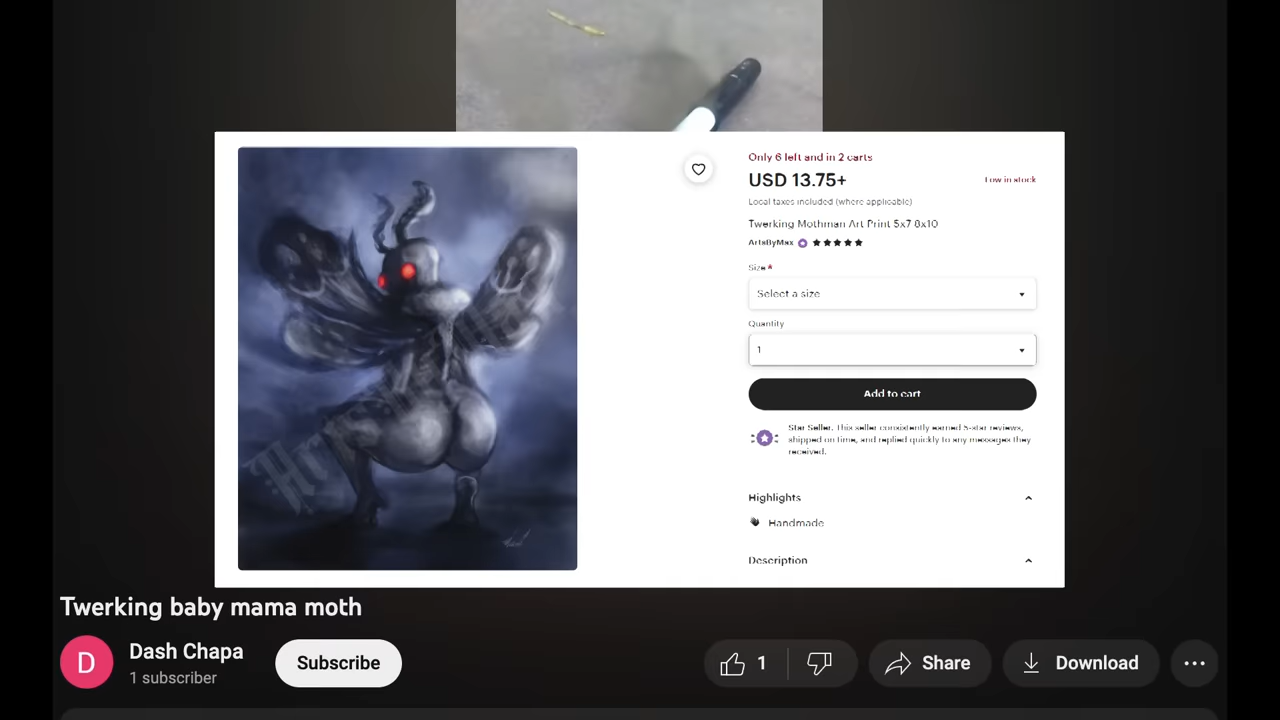 Only 6 left and in 2 carts
USD 13.75+
Low in stock
Local taxes included (where applicable)
Twerking Mothman Art Print 5x7 8x10
ArtsByMax
Size *
Select a size
Quantity
1
Add to cart
Star Seller. This seller consistently earned 5-star reviews,
shipped on time, and replied quickly to any messages they
received.
Highlights
Handmade
Description
Twerking baby mama moth
D
Dash Chapa
1 subscriber
Subscribe
1
Share
Download